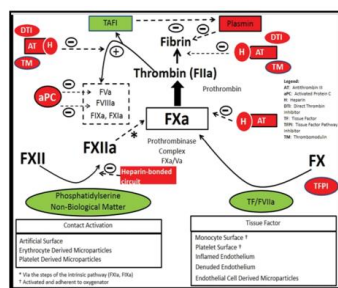 TAFI
Plasmin
DTI
AT
H
TM
Fibrin
DTI
H
AT
TM
Thrombin (FIIa)
Prothrombin
Legend:
AT: Antithrombin III
aPC: Activated Protein C
H: Heparin
DTI: Direct Thrombin
Inhibitor
TF: Tissue Factor
TFPI: Tissue Factor Pathway
Inhibitor
TM: Thrombomodulin
aPC
FVa
FVIIIa
FIXa, FXIa
FXa
H
AT
Prothrombinase
Complex
FXa/Va
FXII
FXIIa
*
FX
Heparin-bonded
circuit
TFPI
Phosphatidylserine
Non-Biological Matter
TF/FVIIa
Contact Activation
Artificial Surface
Erythrocyte Derived Microparticles
Platelet Derived Microparticles
Tissue Factor
Monocyte Surface †
Platelet Surface †
Inflamed Endothelium
Denuded Endothelium
Endothelial Cell Derived Microparticles
* Via the steps of the intrinsic pathway (FXIa, FIXa)
† Activated and adherent to oxygenator